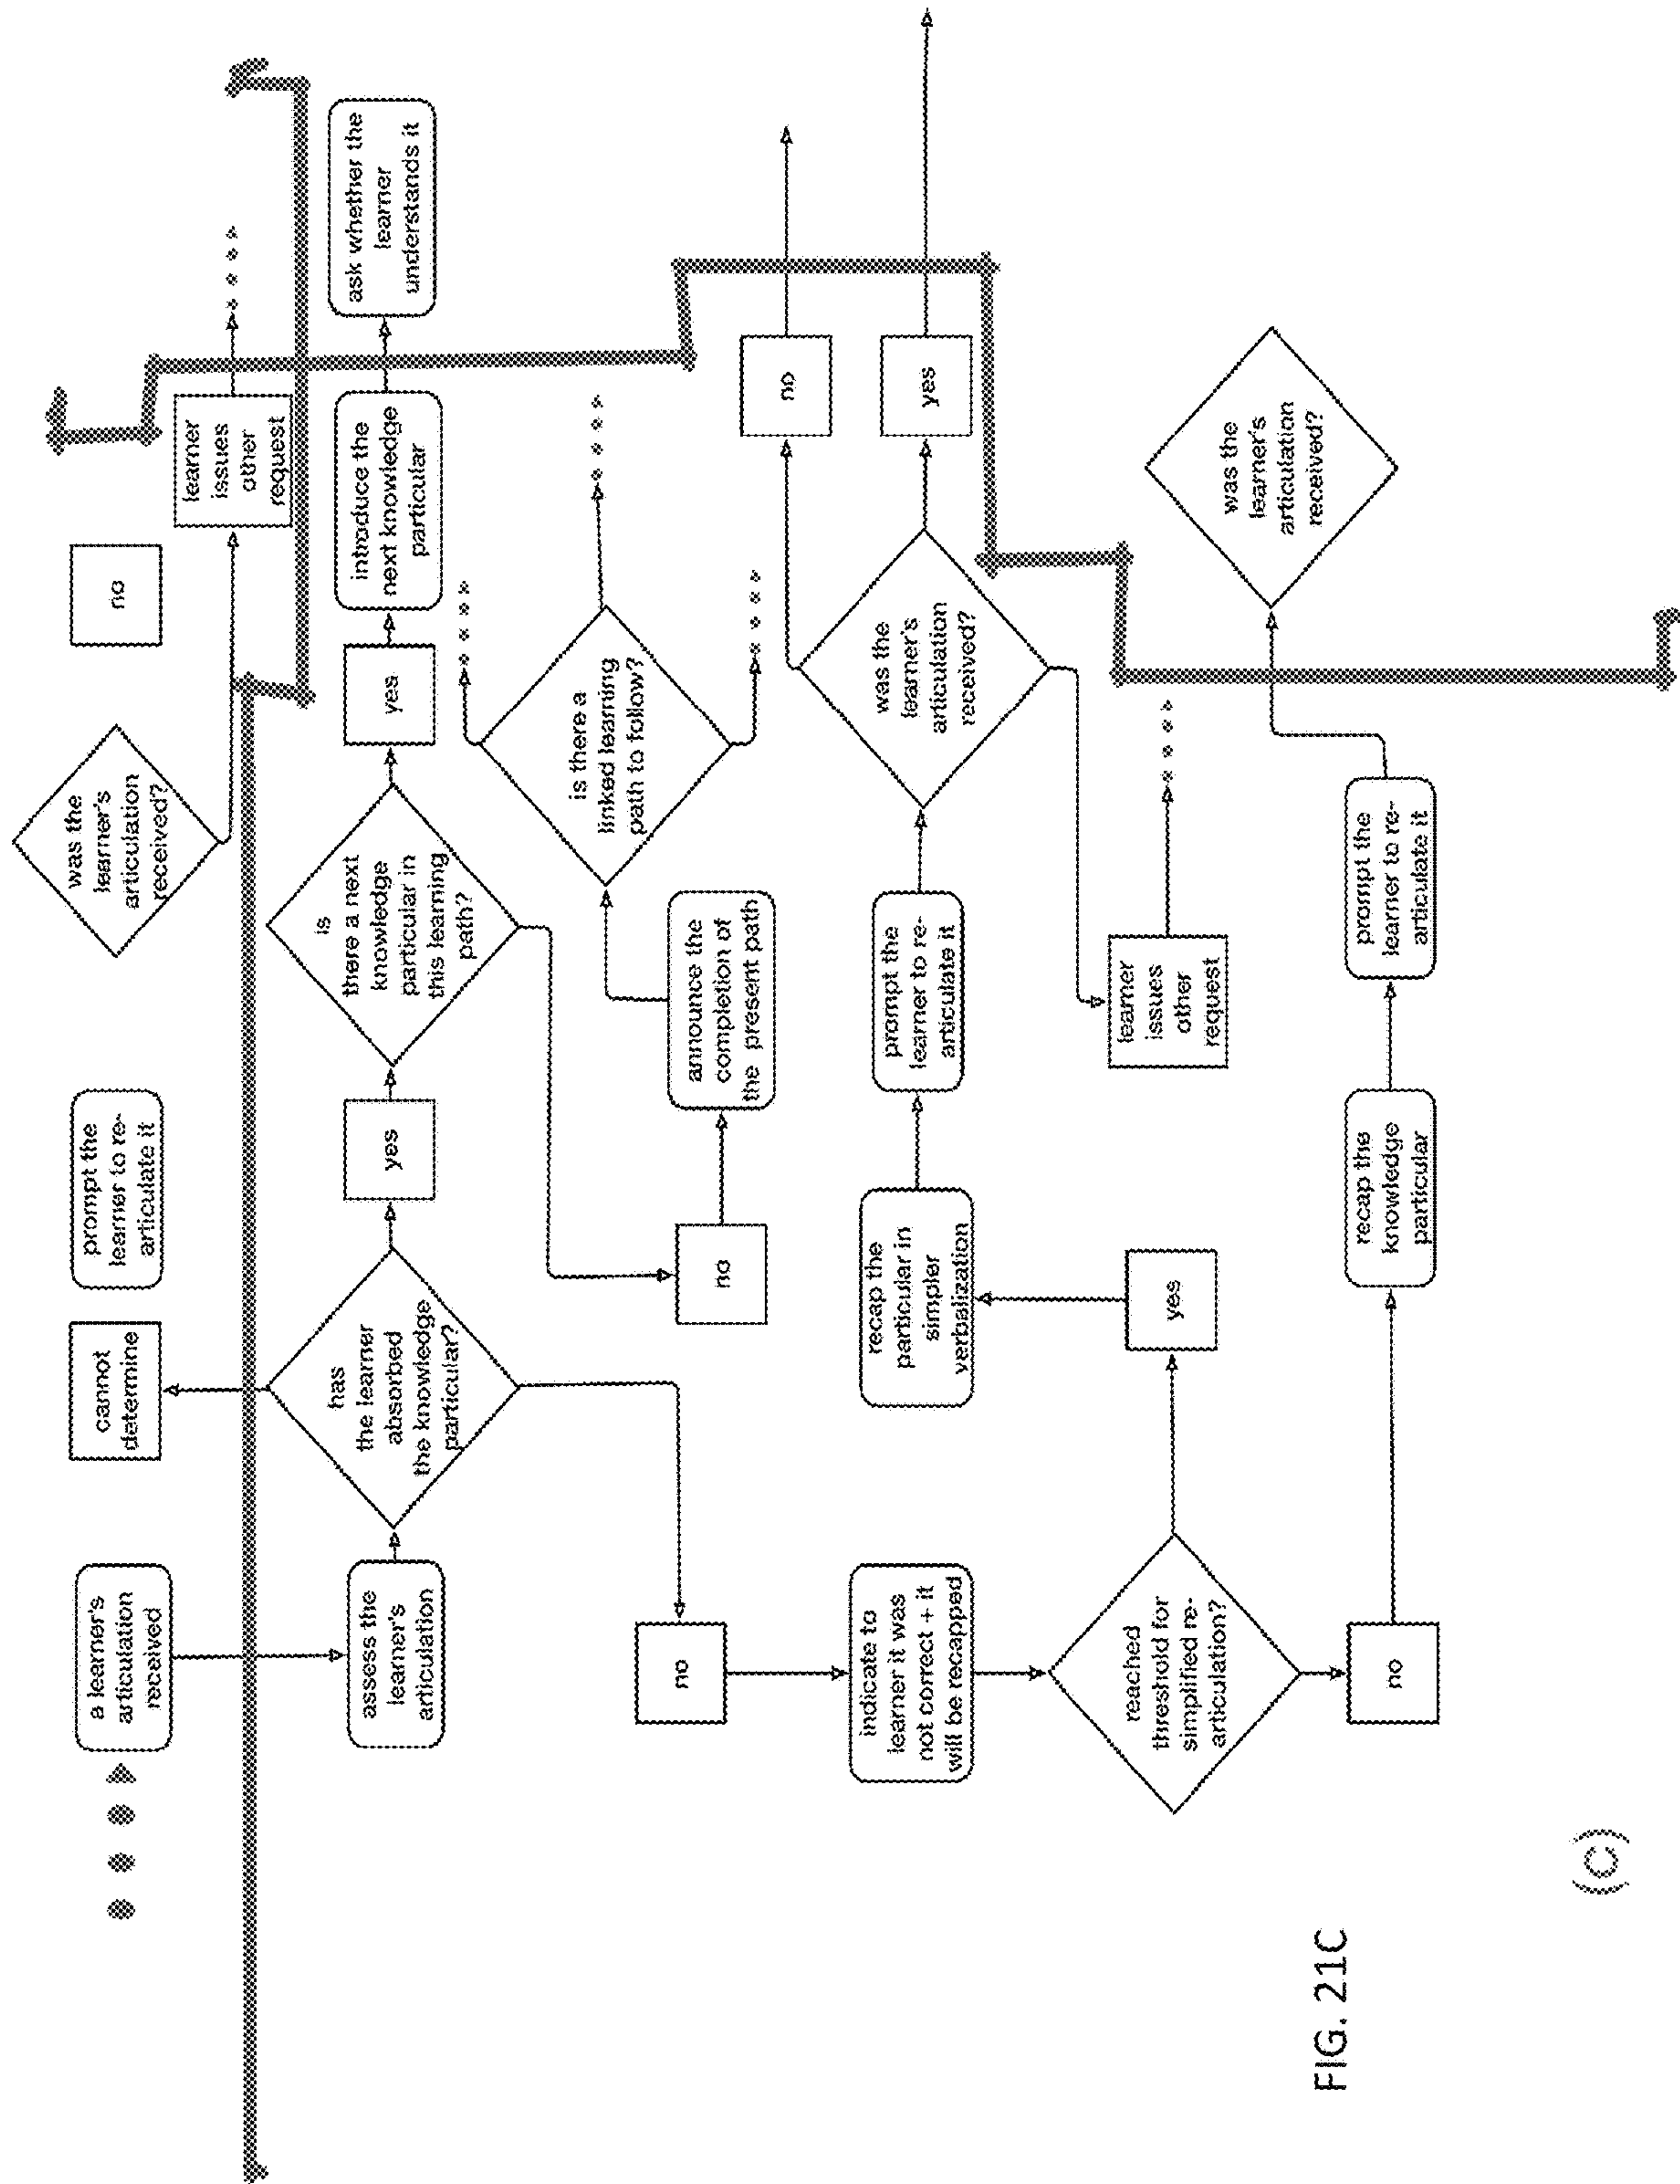 a learner's
articulation
received
cannot
determine
prompt the
learner to re-
articulate it
was the
learner's
articulation
received?
no
learner
issues
other
request
assess the
learner's
articulation
has
the learner
absorbed
the knowledge
particular?
yes
is
there a next
knowledge
particular in
this learning
path?
yes
introduce the
next knowledge
particular
ask whether the
learner
understands it
no
no
announce the
completion of
the present path
is there a
linked learning
path to follow?
indicate to
learner it was
not correct + it
will be recapped
recap the
particular in
simpler
verbalization
prompt the
learner to re-
articulate it
was the
learner's
articulation
received?
no
yes
reached
threshold for
simplified re-
articulation?
yes
learner
issues
other
request
no
recap the
knowledge
particular
prompt the
learner to re-
articulate it
was the
learner's
articulation
received?
FIG. 21C
(c)